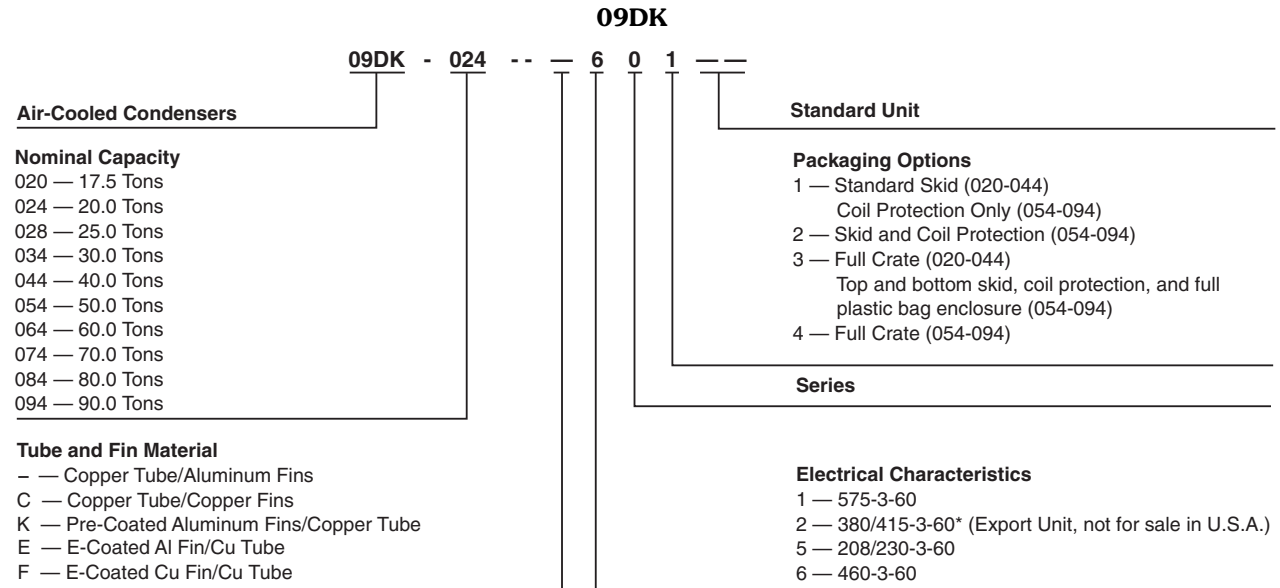 09DK
09DK - 024 - - — 6 0 1 — —
Air-Cooled Condensers
Nominal Capacity
020 — 17.5 Tons
024 — 20.0 Tons
028 — 25.0 Tons
034 — 30.0 Tons
044 — 40.0 Tons
054 — 50.0 Tons
064 — 60.0 Tons
074 — 70.0 Tons
084 — 80.0 Tons
094 — 90.0 Tons
Tube and Fin Material
– — Copper Tube/Aluminum Fins
C — Copper Tube/Copper Fins
K — Pre-Coated Aluminum Fins/Copper Tube
E — E-Coated Al Fin/Cu Tube
F — E-Coated Cu Fin/Cu Tube
Standard Unit
Packaging Options
1 — Standard Skid (020-044)
Coil Protection Only (054-094)
2 — Skid and Coil Protection (054-094)
3 — Full Crate (020-044)
Top and bottom skid, coil protection, and full
plastic bag enclosure (054-094)
4 — Full Crate (054-094)
Series
Electrical Characteristics
1 — 575-3-60
2 — 380/415-3-60* (Export Unit, not for sale in U.S.A.)
5 — 208/230-3-60
6 — 460-3-60